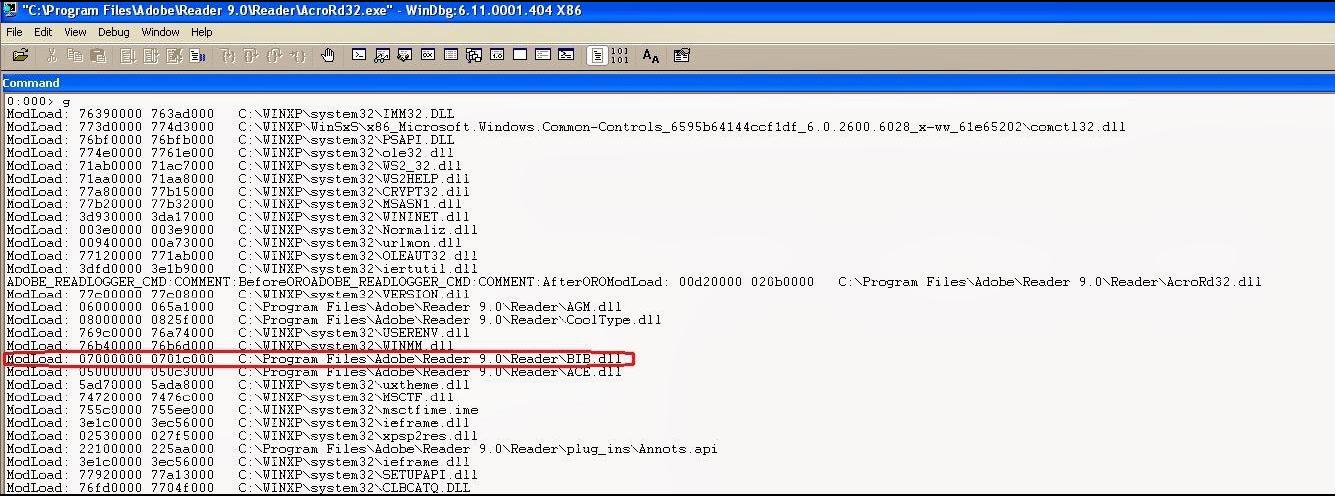 "C:\Program Files\Adobe\Reader 9.0\Reader\AcroRd32.exe" - WinDbg:6.11.0001.404 X86
File Edit View Debug Window Help
Command
0:000> g
ModLoad: 76390000 763ad000 C:\WINXP\system32\IMM32.DLL
ModLoad: 773d0000 774d3000 C:\WINXP\WinSxS\x86_Microsoft.Windows.Common-Controls_6595b64144ccf1df_6.0.2600.6028_x-ww_61e65202\comctl32.dll
ModLoad: 76bf0000 76bfb000 C:\WINXP\system32\PSAPI.DLL
ModLoad: 774e0000 7761e000 C:\WINXP\system32\ole32.dll
ModLoad: 71ab0000 71ac7000 C:\WINXP\system32\WS2_32.dll
ModLoad: 71aa0000 71aa8000 C:\WINXP\system32\WS2HELP.dll
ModLoad: 77a80000 77b15000 C:\WINXP\system32\CRYPT32.dll
ModLoad: 77b20000 77b32000 C:\WINXP\system32\MSASN1.dll
ModLoad: 3d930000 3da17000 C:\WINXP\system32\WININET.dll
ModLoad: 003e0000 003e9000 C:\WINXP\system32\Normaliz.dll
ModLoad: 00940000 00a73000 C:\WINXP\system32\urlmon.dll
ModLoad: 77120000 771ab000 C:\WINXP\system32\OLEAUT32.dll
ModLoad: 3dfd0000 3e1b9000 C:\WINXP\system32\iertutil.dll
ADOBE_READLOGGER_CMD:COMMENT:BeforeOROADOBE_READLOGGER_CMD:COMMENT:AfterOROModLoad: 00d20000 020b0000 C:\Program Files\Adobe\Reader 9.0\Reader\AcroRd32.dll
ModLoad: 77c00000 77c08000 C:\WINXP\system32\VERSION.dll
ModLoad: 06000000 065a1000 C:\Program Files\Adobe\Reader 9.0\Reader\AGM.dll
ModLoad: 08000000 0825f000 C:\Program Files\Adobe\Reader 9.0\Reader\CoolType.dll
ModLoad: 769c0000 76a74000 C:\WINXP\system32\USERENV.dll
ModLoad: 76b40000 76b6d000 C:\WINXP\system32\WINMM.dll
ModLoad: 07000000 0701c000 C:\Program Files\Adobe\Reader 9.0\Reader\BIB.dll
ModLoad: 05000000 050c3000 C:\Program Files\Adobe\Reader 9.0\Reader\ACE.dll
ModLoad: 5ad70000 5ada8000 C:\WINXP\system32\uxtheme.dll
ModLoad: 74720000 7476c000 C:\WINXP\system32\MSCTF.dll
ModLoad: 755c0000 755ee000 C:\WINXP\system32\msctfime.ime
ModLoad: 3e1c0000 3ec56000 C:\WINXP\system32\ieframe.dll
ModLoad: 02530000 027f5000 C:\WINXP\system32\xpsp2res.dll
ModLoad: 22100000 225aa000 C:\Program Files\Adobe\Reader 9.0\Reader\plug_ins\Annots.api
ModLoad: 3e1c0000 3ec56000 C:\WINXP\system32\ieframe.dll
ModLoad: 77920000 77a13000 C:\WINXP\system32\SETUPAPI.dll
ModLoad: 76fd0000 7704f000 C:\WINXP\system32\CLBCATQ.DLL